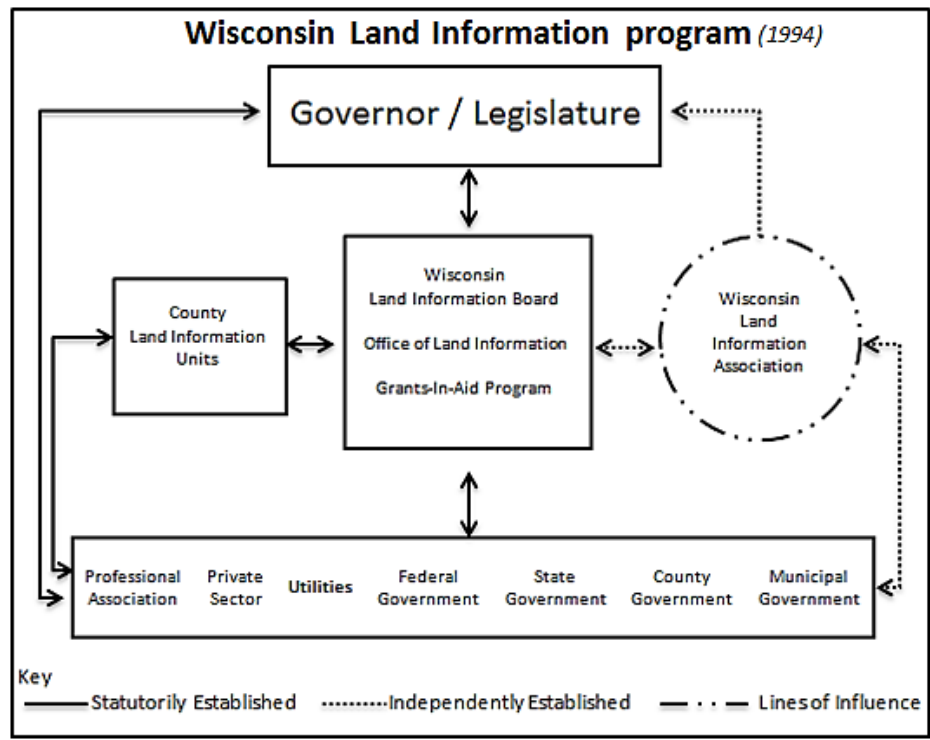 Wisconsin Land Information program (1994)
Governor / Legislature
County
Land Information
Units
Wisconsin
Land Information Board
Office of Land Information
Grants-In-Aid Program
Wisconsin
Land
Information
Association
Professional
Association
Private
Sector
Utilities
Federal
Government
State
Government
County
Government
Municipal
Government
Key
Statutorily Established
Independently Established
Lines of Influence